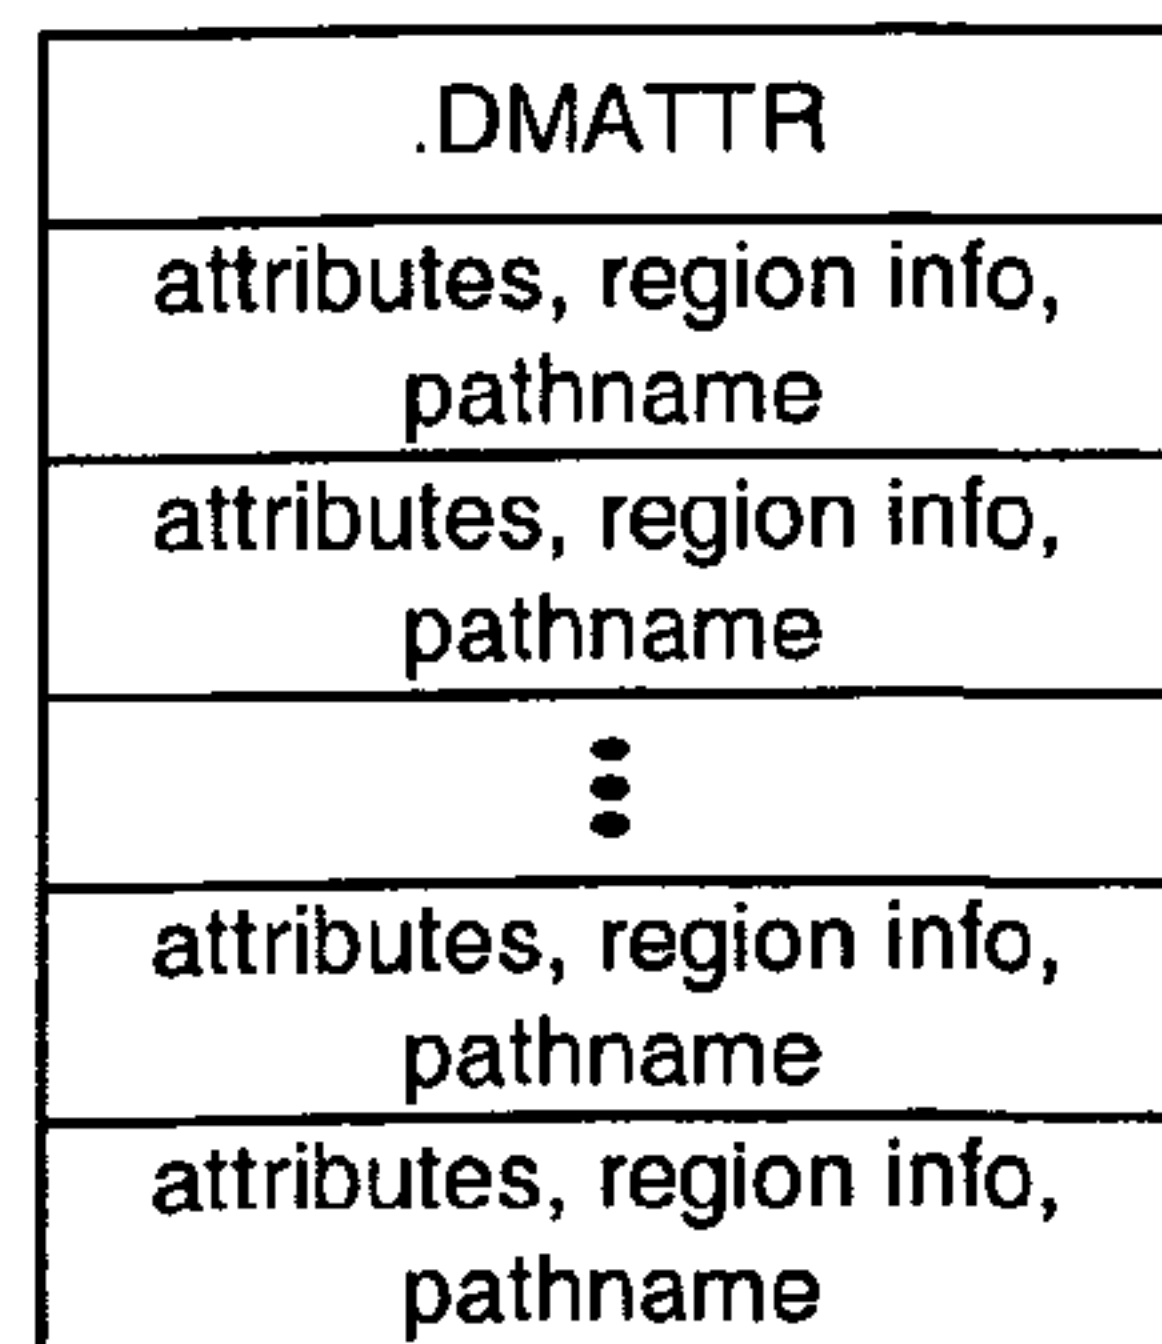 .DMATTR
attributes, region info,
pathname
attributes, region info,
pathname
attributes, region info,
pathname
attributes, region info,
pathname